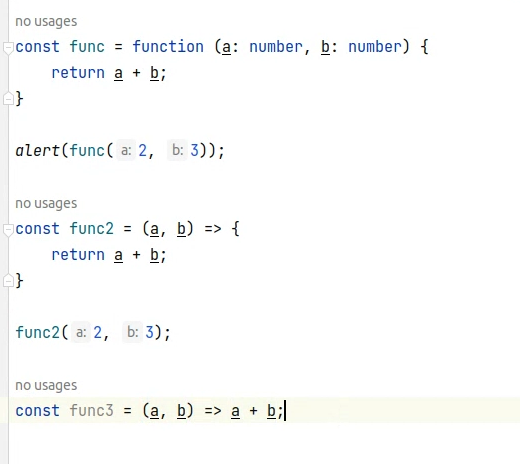 no usages
const func = function (a: number, b: number) {
return a + b;
}
alert(func( a: 2, b: 3));
no usages
const func2 = (a, b) => {
return a + b;
}
func2( a: 2, b: 3);
no usages
const func3 = (a, b) => a + b;